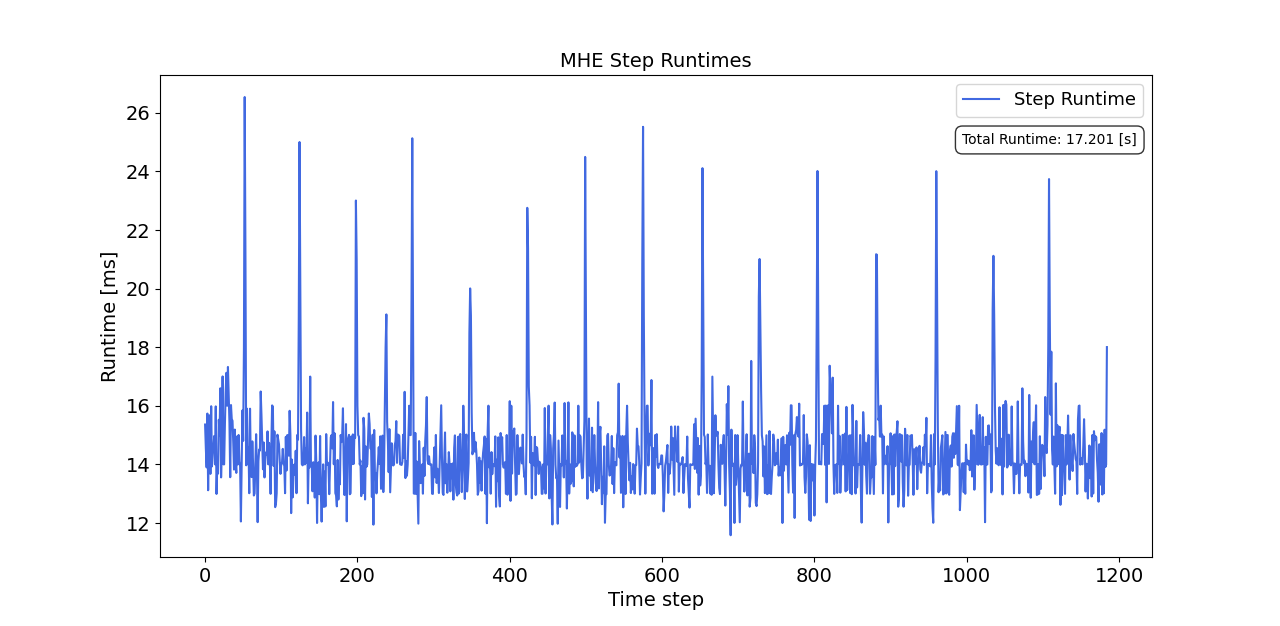 MHE Step Runtimes
Step Runtime
Total Runtime: 17.201 [s]
Runtime [ms]
26
24
22
20
18
16
14
12
0 200 400 600 800 1000 1200
Time step